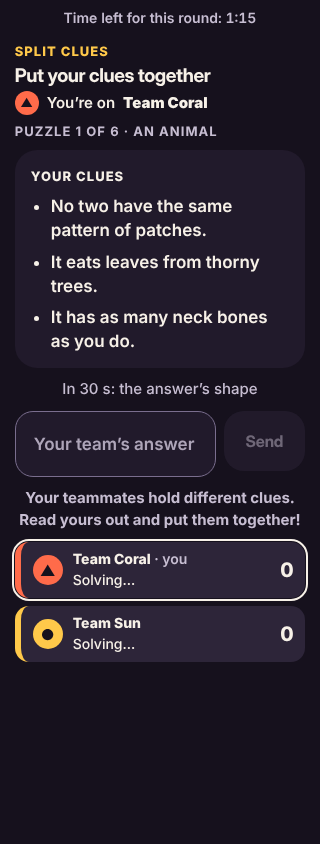 Time left for this round: 1:15
SPLIT CLUES
Put your clues together
You're on Team Coral
PUZZLE 1 OF 6 · AN ANIMAL
YOUR CLUES
• No two have the same
pattern of patches.
• It eats leaves from thorny
trees.
• It has as many neck bones
as you do.
In 30 s: the answer's shape
Your team's answer
Send
Your teammates hold different clues.
Read yours out and put them together!
Team Coral · you
Solving...
0
Team Sun
Solving...
0